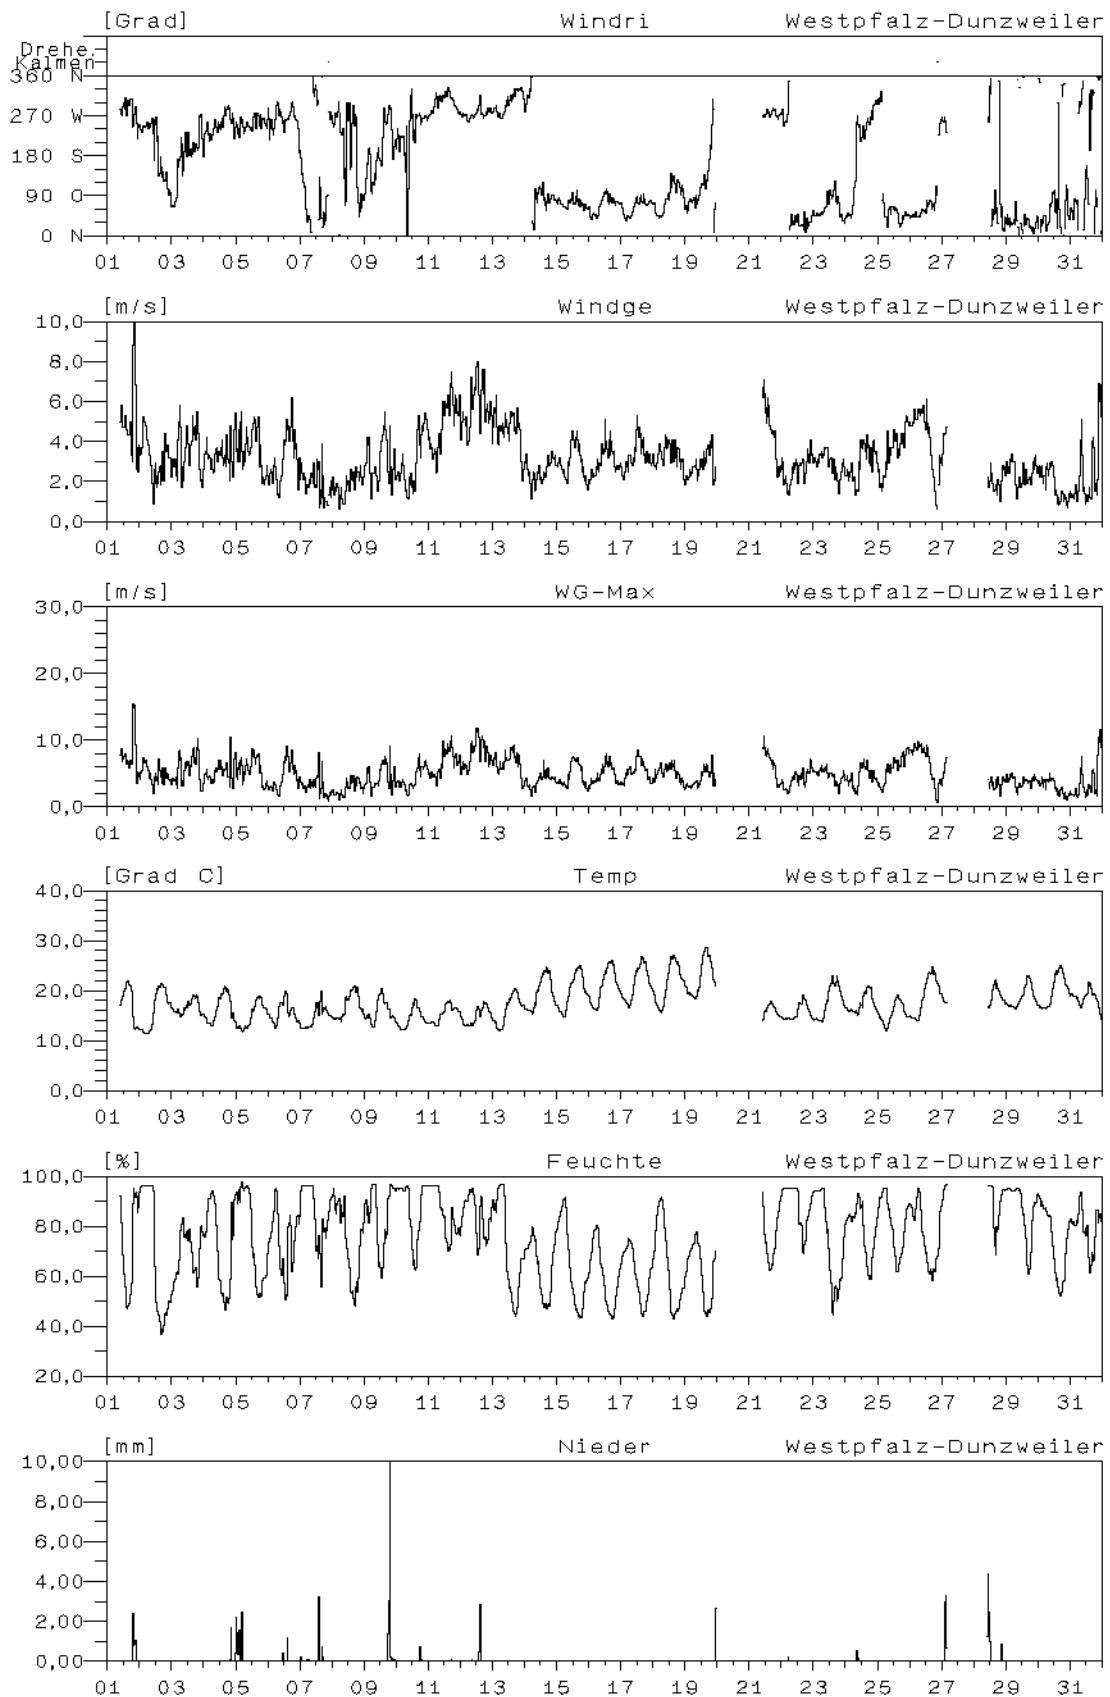 [Grad] Windri Westpfalz-Dunzweiler
Drehe.
Kalmen
360 N
270 W
180 S
90 O
0 N
01 03 05 07 09 11 13 15 17 19 21 23 25 27 29 31
[m/s] Windge Westpfalz-Dunzweiler
10,0
8,0
6,0
4,0
2,0
0,0
01 03 05 07 09 11 13 15 17 19 21 23 25 27 29 31
[m/s] WG-Max Westpfalz-Dunzweiler
30,0
20,0
10,0
0,0
01 03 05 07 09 11 13 15 17 19 21 23 25 27 29 31
[Grad C] Temp Westpfalz-Dunzweiler
40,0
30,0
20,0
10,0
0,0
01 03 05 07 09 11 13 15 17 19 21 23 25 27 29 31
[%] Feuchte Westpfalz-Dunzweiler
100,0
80,0
60,0
40,0
20,0
01 03 05 07 09 11 13 15 17 19 21 23 25 27 29 31
[mm] Nieder Westpfalz-Dunzweiler
10,00
8,00
6,00
4,00
2,00
0,00
01 03 05 07 09 11 13 15 17 19 21 23 25 27 29 31